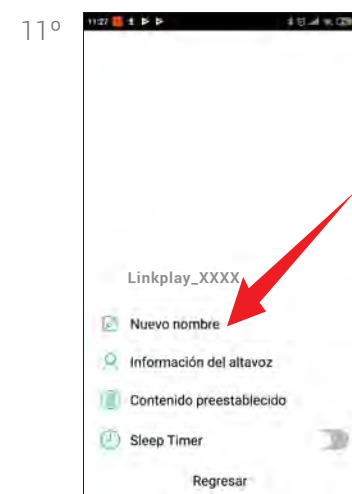 11º
11:27
Linkplay_XXXX
Nuevo nombre
Información del altavoz
Contenido preestablecido
Sleep Timer
Regresar